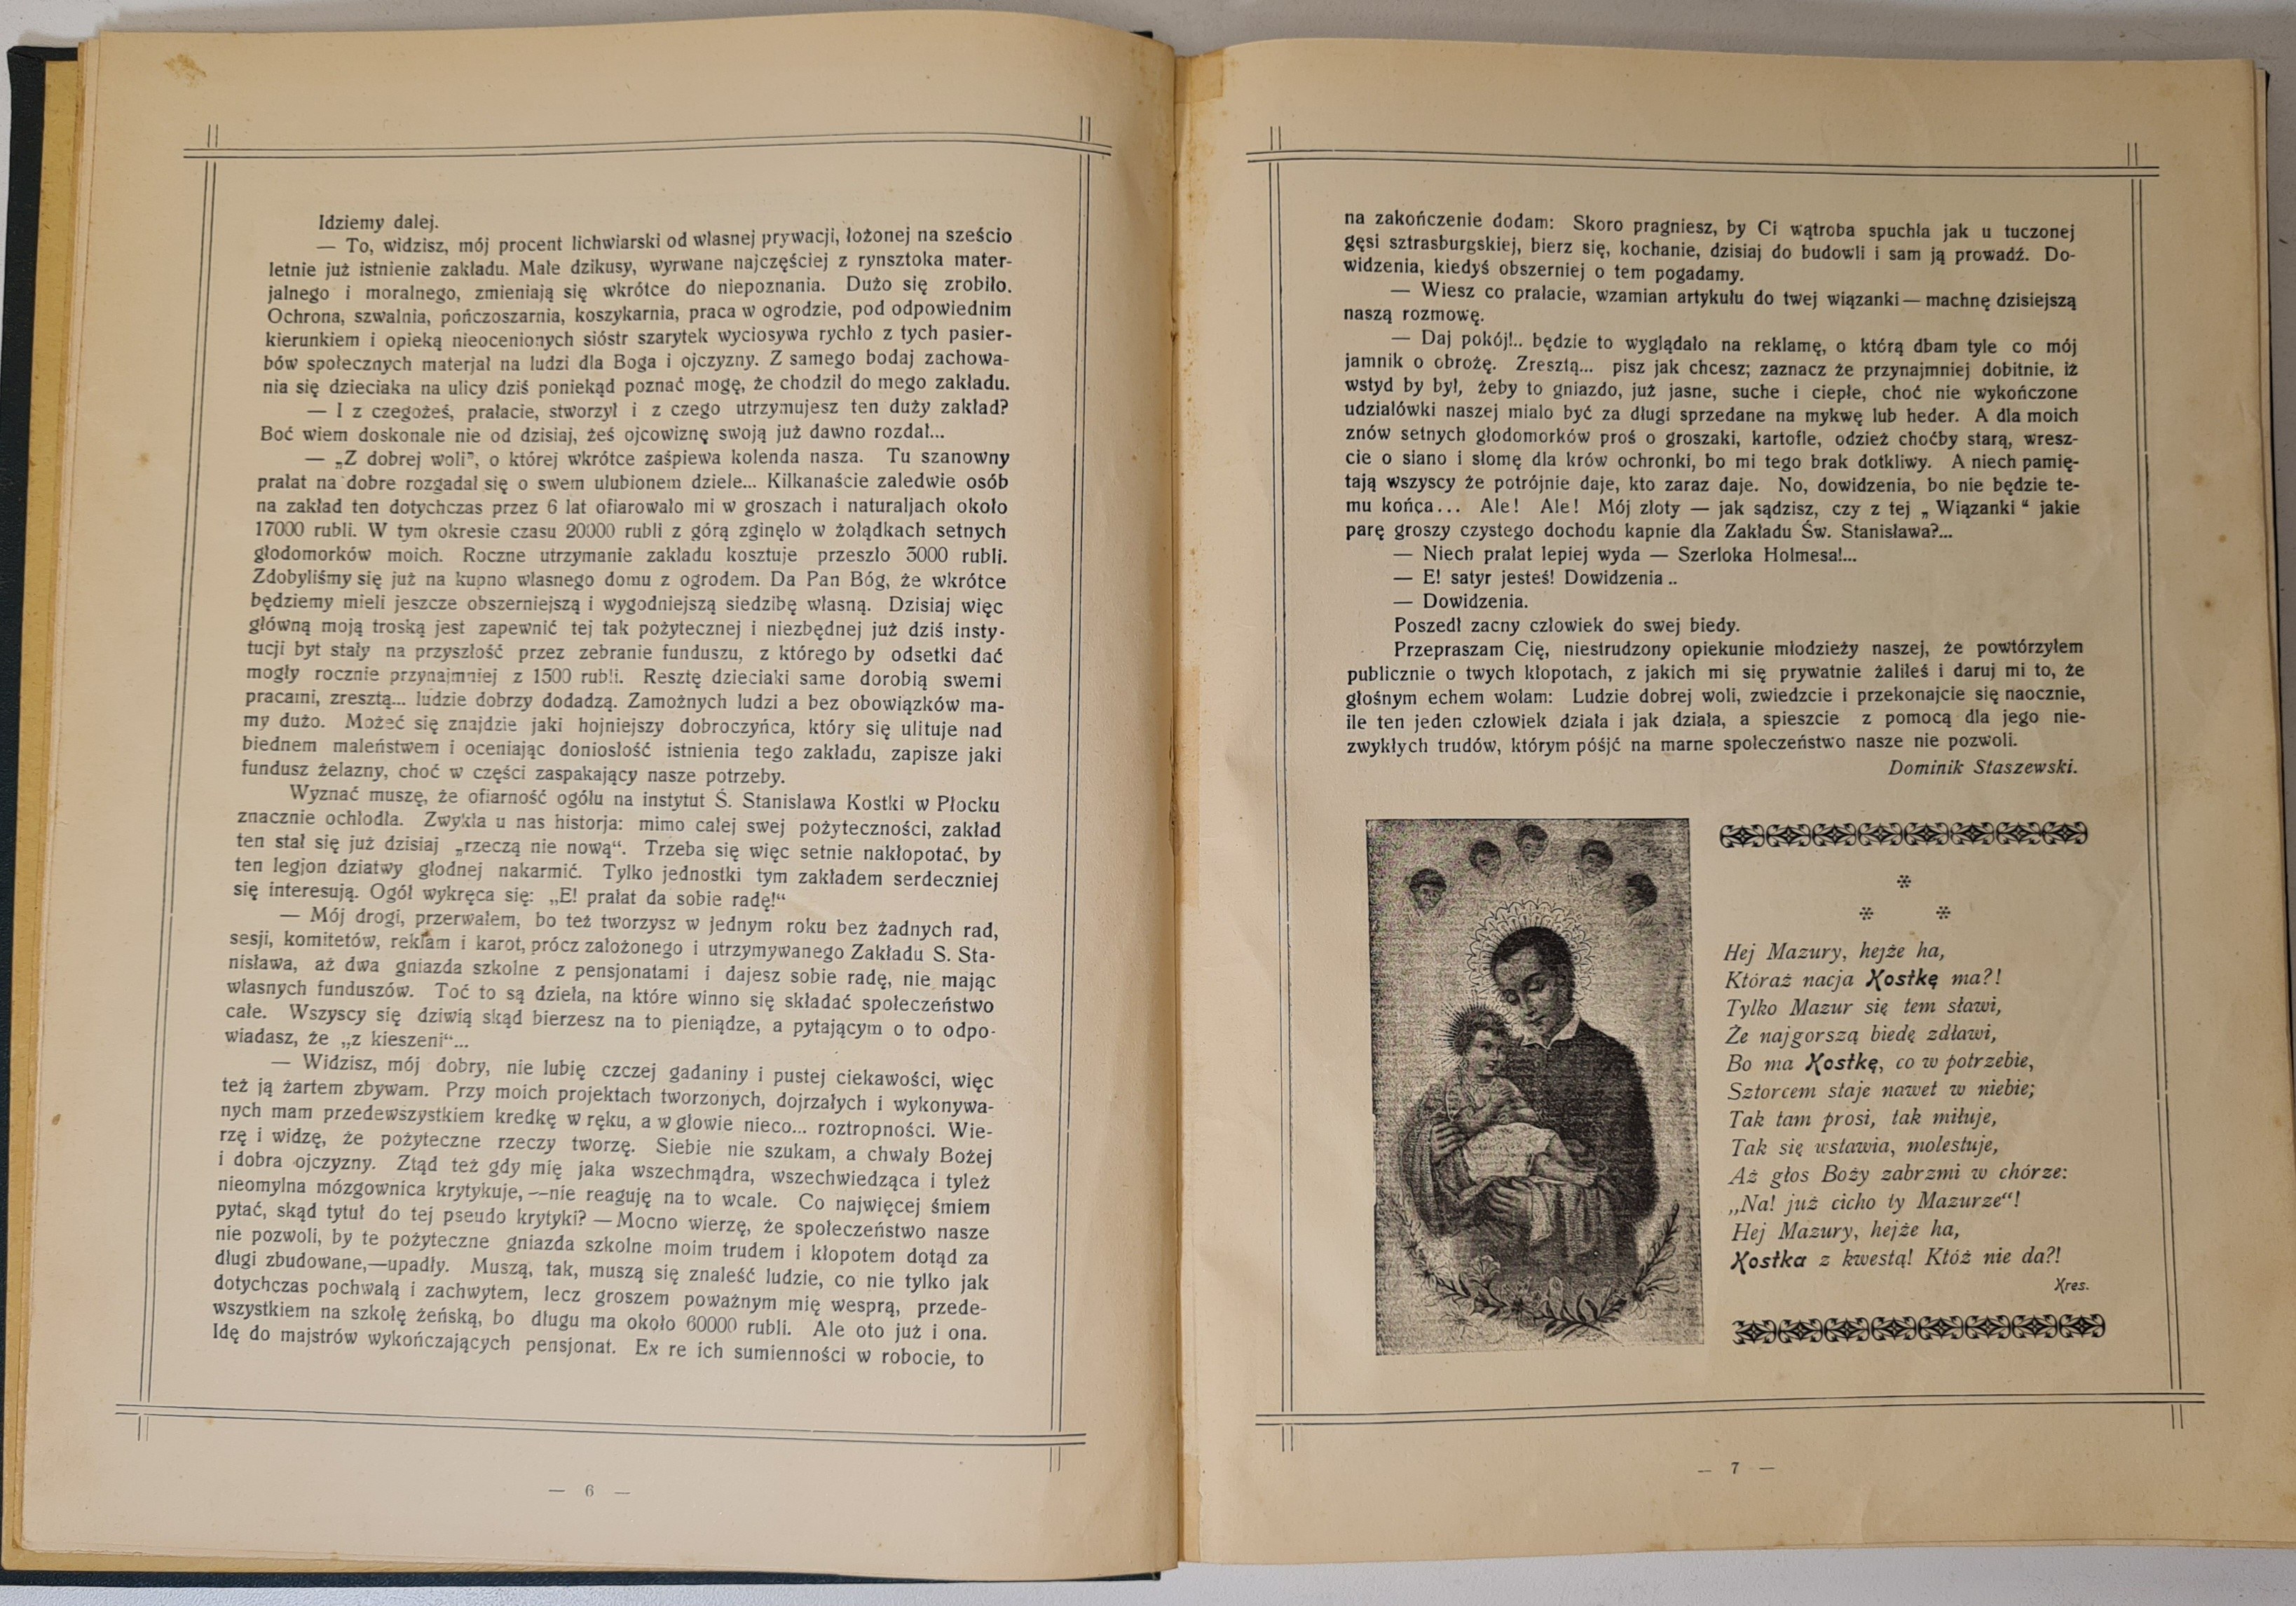 Idziemy dalej.
— To, widzisz, mój procent lichwiarski od własnej prywacji, łożonej na sześcio
letnie już istnienie zakładu. Małe dzikusy, wyrwane najczęściej z rynsztoka mater-
jalnego i moralnego, zmieniają się wkrótce do niepoznania. Dużo się zrobiło.
Ochrona, szwalnia, pończoszarnia, koszykarnia, praca w ogrodzie, pod odpowiednim
kierunkiem i opieką nieocenionych sióstr szarytek wyciosywa rychło z tych pasier-
bów społecznych materjał na ludzi dla Boga i ojczyzny. Z samego bodaj zachowa-
nia się dzieciaka na ulicy dziś poniekąd poznać mogę, że chodził do mego zakładu.
— I z czegożeś, prałacie, stworzył i z czego utrzymujesz ten duży zakład?
Boć wiem doskonale nie od dzisiaj, żeś ojcowiznę swoją już dawno rozdał...
— „Z dobrej woli", o której wkrótce zaśpiewa kolenda nasza. Tu szanowny
prałat na dobre rozgadał się o swem ulubionem dziele... Kilkanaście zaledwie osób
na zakład ten dotychczas przez 6 lat ofiarowało mi w groszach i naturaljach około
17000 rubli. W tym okresie czasu 20000 rubli z górą zginęło w żołądkach setnych
głodomorków moich. Roczne utrzymanie zakładu kosztuje przeszło 3000 rubli.
Zdobyliśmy się już na kupno własnego domu z ogrodem. Da Pan Bóg, że wkrótce
będziemy mieli jeszcze obszerniejszą i wygodniejszą siedzibę własną. Dzisiaj więc
główną moją troską jest zapewnić tej tak pożytecznej i niezbędnej już dziś insty-
tucji byt stały na przyszłość przez zebranie funduszu, z którego by odsetki dać
mogły rocznie przynajmniej z 1500 rubli. Resztę dzieciaki same dorobią swemi
pracami, zresztą... ludzie dobrzy dodadzą. Zamożnych ludzi a bez obowiązków ma-
my dużo. Możeć się znajdzie jaki hojniejszy dobroczyńca, który się ulituje nad
biednem maleństwem i oceniając doniosłość istnienia tego zakładu, zapisze jaki
fundusz żelazny, choć w części zaspakający nasze potrzeby.
Wyznać muszę, że ofiarność ogółu na instytut Ś. Stanisława Kostki w Płocku
znacznie ochłodła. Zwykła u nas historja: mimo całej swej pożyteczności, zakład
ten stał się już dzisiaj „rzeczą nie nową“. Trzeba się więc setnie nakłopotać, by
ten legjon dziatwy głodnej nakarmić. Tylko jednostki tym zakładem serdeczniej
się interesują. Ogół wykręca się: „E! prałat da sobie radę!“
— Mój drogi, przerwałem, bo też tworzysz w jednym roku bez żadnych rad,
sesji, komitetów, reklam i karot, prócz założonego i utrzymywanego Zakładu S. Sta-
nisława, aż dwa gniazda szkolne z pensjonatami i dajesz sobie radę, nie mając
własnych funduszów. Toć to są dzieła, na które winno się składać społeczeństwo
całe. Wszyscy się dziwią skąd bierzesz na to pieniądze, a pytającym o to odpo-
wiadasz, że „z kieszeni“...
— Widzisz, mój dobry, nie lubię czczej gadaniny i pustej ciekawości, więc
też ją żartem zbywam. Przy moich projektach tworzonych, dojrzałych i wykonywa-
nych mam przedewszystkiem kredkę w ręku, a w głowie nieco... roztropności. Wie-
rzę i widzę, że pożyteczne rzeczy tworzę. Siebie nie szukam, a chwały Bożej
i dobra ojczyzny. Ztąd też gdy mię jaka wszechmądra, wszechwiedząca i tyleż
nieomylna mózgownica krytykuje,—nie reaguję na to wcale. Co najwięcej śmiem
pytać, skąd tytuł do tej pseudo krytyki? — Mocno wierzę, że społeczeństwo nasze
nie pozwoli, by te pożyteczne gniazda szkolne moim trudem i kłopotem dotąd za
długi zbudowane,—upadły. Muszą, tak, muszą się znaleść ludzie, co nie tylko jak
dotychczas pochwałą i zachwytem, lecz groszem poważnym mię wesprą, przede-
wszystkiem na szkołę żeńską, bo długu ma około 60000 rubli. Ale oto już i ona.
Idę do majstrów wykończających pensjonat. Ex re ich sumienności w robocie, to
— 6 —
na zakończenie dodam: Skoro pragniesz, by Ci wątroba spuchła jak u tuczonej
gęsi sztrasburgskiej, bierz się, kochanie, dzisiaj do budowli i sam ją prowadź. Do-
widzenia, kiedyś obszerniej o tem pogadamy.
— Wiesz co prałacie, wzamian artykułu do twej wiązanki — machnę dzisiejszą
naszą rozmowę.
— Daj pokój!.. będzie to wyglądało na reklamę, o którą dbam tyle co mój
jamnik o obrożę. Zresztą... pisz jak chcesz; zaznacz że przynajmniej dobitnie, iż
wstyd by był, żeby to gniazdo, już jasne, suche i ciepłe, choć nie wykończone
udziałówki naszej miało być za długi sprzedane na mykwę lub heder. A dla moich
znów setnych głodomorków proś o groszaki, kartofle, odzież choćby starą, wresz-
cie o siano i słomę dla krów ochronki, bo mi tego brak dotkliwy. A niech pamię-
tają wszyscy że potrójnie daje, kto zaraz daje. No, dowidzenia, bo nie będzie te-
mu końca... Ale! Ale! Mój złoty — jak sądzisz, czy z tej „ Wiązanki “ jakie
parę groszy czystego dochodu kapnie dla Zakładu Św. Stanisława?...
— Niech prałat lepiej wyda — Szerloka Holmesa!...
— E! satyr jesteś! Dowidzenia ..
— Dowidzenia.
Poszedł zacny człowiek do swej biedy.
Przepraszam Cię, niestrudzony opiekunie młodzieży naszej, że powtórzyłem
publicznie o twych kłopotach, z jakich mi się prywatnie żaliłeś i daruj mi to, że
głośnym echem wołam: Ludzie dobrej woli, zwiedzcie i przekonajcie się naocznie,
ile ten jeden człowiek działa i jak działa, a spieszcie z pomocą dla jego nie-
zwykłych trudów, którym póśjć na marne społeczeństwo nasze nie pozwoli.
Dominik Staszewski.
* * *
Hej Mazury, hejże ha,
Któraż nacja Kostkę ma?!
Tylko Mazur się tem sławi,
Że najgorszą biedę zdławi,
Bo ma Kostkę, co w potrzebie,
Sztorcem staje nawet w niebie;
Tak tam prosi, tak miłuje,
Tak się wstawia, molestuje,
Aż głos Boży zabrzmi w chórze:
„Na! już cicho ty Mazurze“!
Hej Mazury, hejże ha,
Kostka z kwestą! Któż nie da?!
Kres.
— 7 —